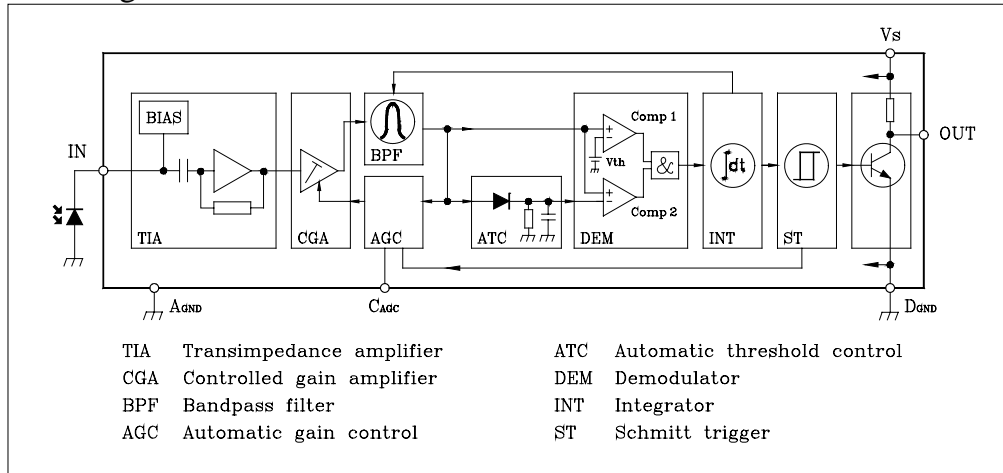 Vs
BIAS
Comp 1
IN
OUT
BPF
Vth
&
∫dt
Comp 2
TIA
CGA
AGC
ATC
DEM
INT
ST
AGND
CAGC
DGND
TIA Transimpedance amplifier
CGA Controlled gain amplifier
BPF Bandpass filter
AGC Automatic gain control
ATC Automatic threshold control
DEM Demodulator
INT Integrator
ST Schmitt trigger